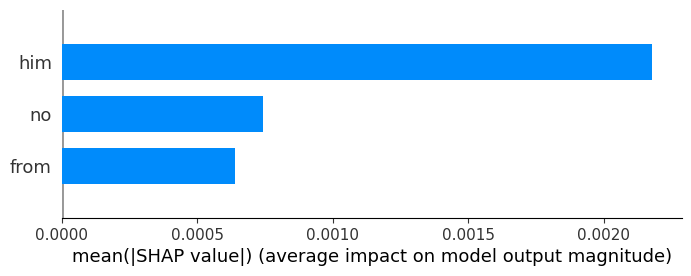 him
no
from
0.0000 0.0005 0.0010 0.0015 0.0020
mean(|SHAP value|) (average impact on model output magnitude)